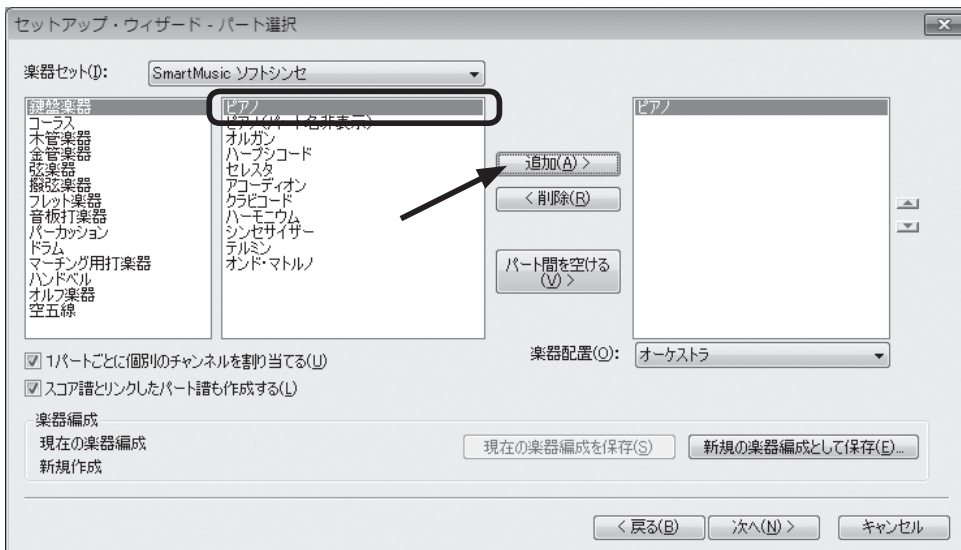 セットアップ・ウィザード - パート選択
楽器セット(I):
SmartMusic ソフトシンセ
鍵盤楽器
コーラス
木管楽器
金管楽器
弦楽器
撥弦楽器
フレット楽器
音板打楽器
パーカッション
ドラム
マーチング用打楽器
ハンドベル
オルフ楽器
空五線
ピアノ
ピアノ(パート名非表示)
オルガン
ハープシコード
セレスタ
アコーディオン
クラビコード
ハーモニウム
シンセサイザー
テルミン
オンド・マトルノ
追加(A) >
< 削除(R)
パート間を空ける
(V) >
ピアノ
楽器配置(O):
オーケストラ
1パートごとに個別のチャンネルを割り当てる(U)
スコア譜とリンクしたパート譜も作成する(L)
楽器編成
現在の楽器編成
新規作成
現在の楽器編成を保存(S)
新規の楽器編成として保存(E)...
< 戻る(B)
次へ(N) >
キャンセル